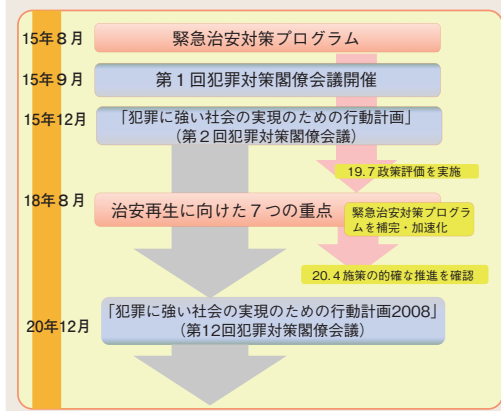 15年8月
緊急治安対策プログラム
15年9月
第1回犯罪対策閣僚会議開催
15年12月
「犯罪に強い社会の実現のための行動計画」
(第2回犯罪対策閣僚会議)
19.7 政策評価を実施
18年8月
治安再生に向けた7つの重点
緊急治安対策プログラ
ムを補完・加速化
20.4 施策の的確な推進を確認
20年12月
「犯罪に強い社会の実現のための行動計画2008」
(第12回犯罪対策閣僚会議)